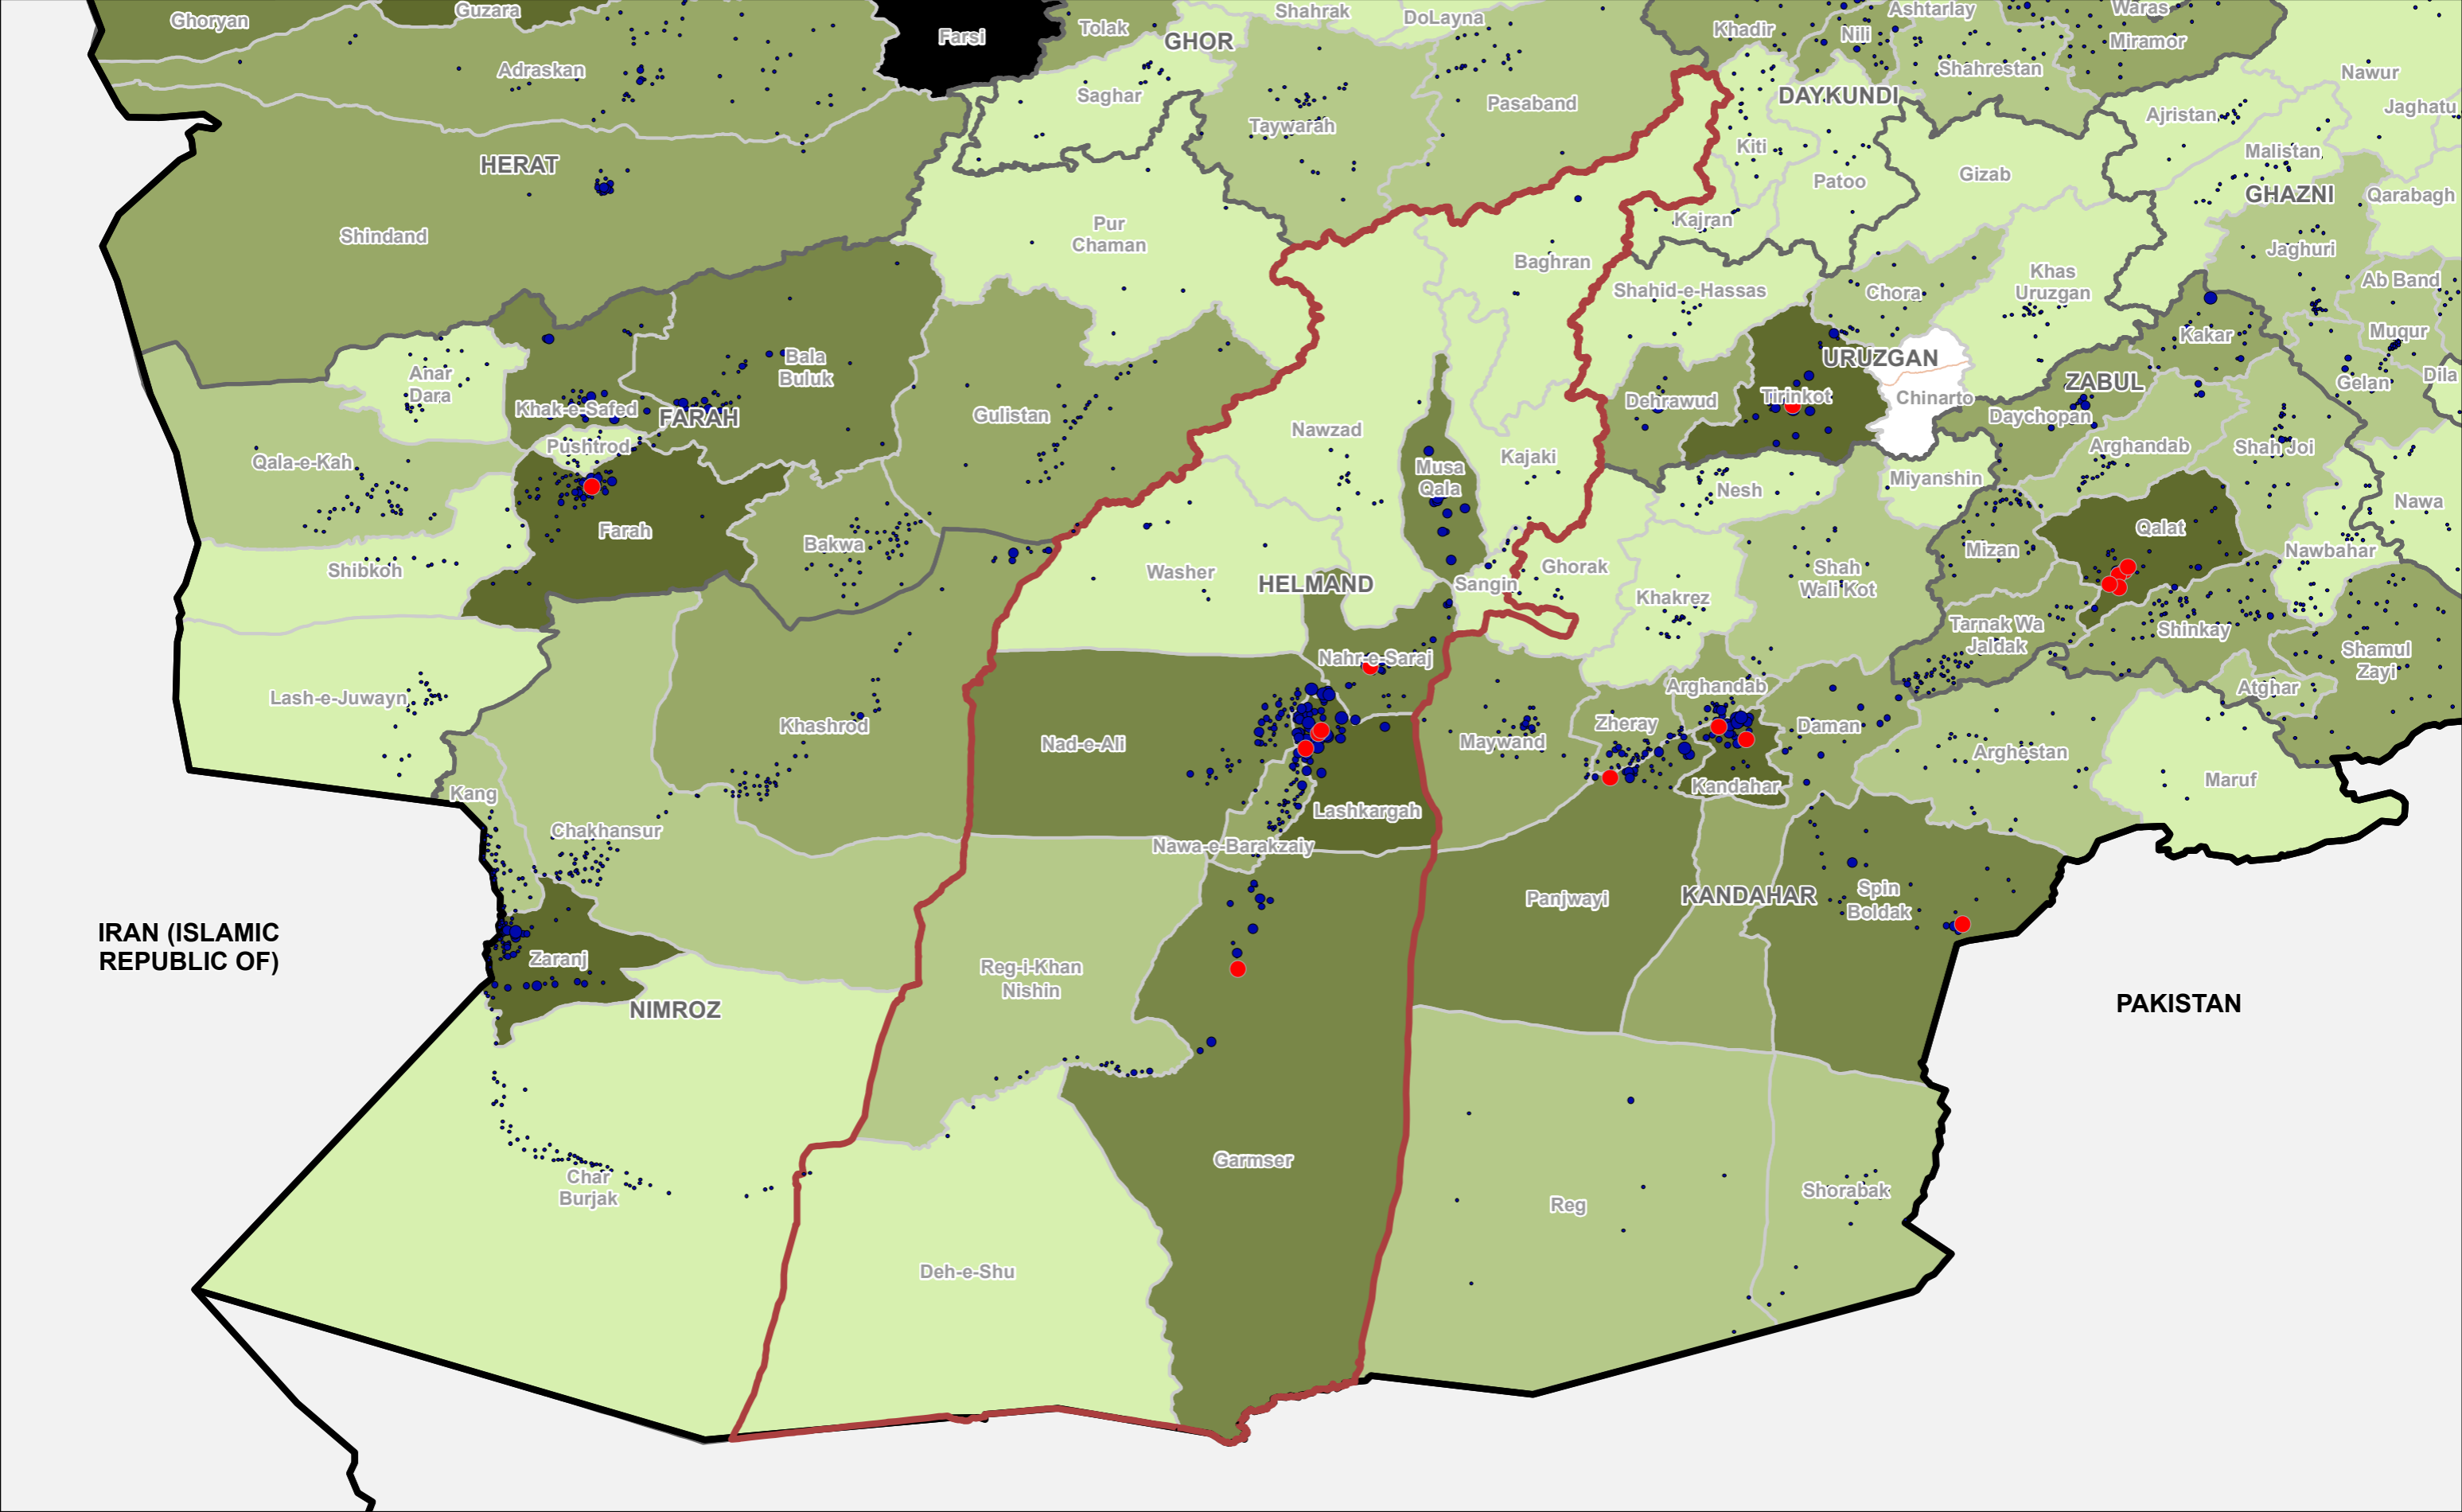 Ghoryan
Guzara
Farsi
Tolak
GHOR
Shahrak
DoLayna
Khadir
Nili
Ashtarlay
Waras
Miramor
Adraskan
Saghar
Taywarah
Pasaband
DAYKUNDI
Shahrestan
Nawur
Ajristan
Jaghatu
HERAT
Kiti
Patoo
Gizab
Malistan
GHAZNI
Qarabagh
Shindand
Pur
Chaman
Kajran
Jaghuri
Baghran
Shahid-e-Hassas
Chora
Khas
Uruzgan
Ab Band
Kakar
Muqur
Anar
Dara
Bala
Buluk
URUZGAN
ZABUL
Gelan
Dila
Khak-e-Safed
FARAH
Gulistan
Nawzad
Dehrawud
Tirinkot
Chinarto
Daychopan
Pushtrod
Qala-e-Kah
Musa
Qala
Kajaki
Arghandab
Shah Joi
Miyanshin
Nesh
Nawa
Farah
Bakwa
Qalat
Mizan
Nawbahar
Shibkoh
Washer
HELMAND
Sangin
Ghorak
Khakrez
Shah
Wali Kot
Tarnak Wa
Jaldak
Shinkay
Shamul
Zayi
Nahr-e-Saraj
Lash-e-Juwayn
Arghandab
Atghar
Khashrod
Nad-e-Ali
Maywand
Zheray
Daman
Arghestan
Maruf
Kang
Kandahar
Chakhansur
Lashkargah
Nawa-e-Barakzaiy
Panjwayi
KANDAHAR
Spin
Boldak
IRAN (ISLAMIC
REPUBLIC OF)
Zaranj
Reg-i-Khan
Nishin
NIMROZ
PAKISTAN
Char
Burjak
Garmser
Reg
Shorabak
Deh-e-Shu